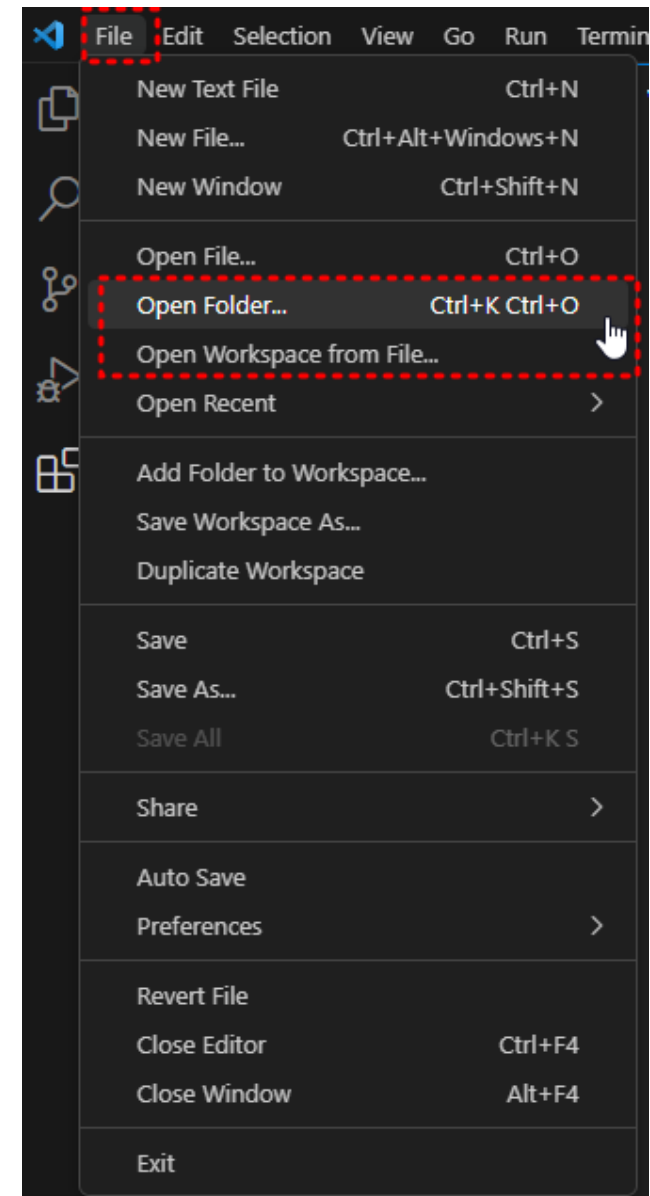 File Edit Selection View Go Run Termin
New Text File Ctrl+N
New File... Ctrl+Alt+Windows+N
New Window Ctrl+Shift+N
Open File... Ctrl+O
Open Folder... Ctrl+K Ctrl+O
Open Workspace from File...
Open Recent
Add Folder to Workspace...
Save Workspace As...
Duplicate Workspace
Save Ctrl+S
Save As... Ctrl+Shift+S
Save All Ctrl+K S
Share
Auto Save
Preferences
Revert File
Close Editor Ctrl+F4
Close Window Alt+F4
Exit